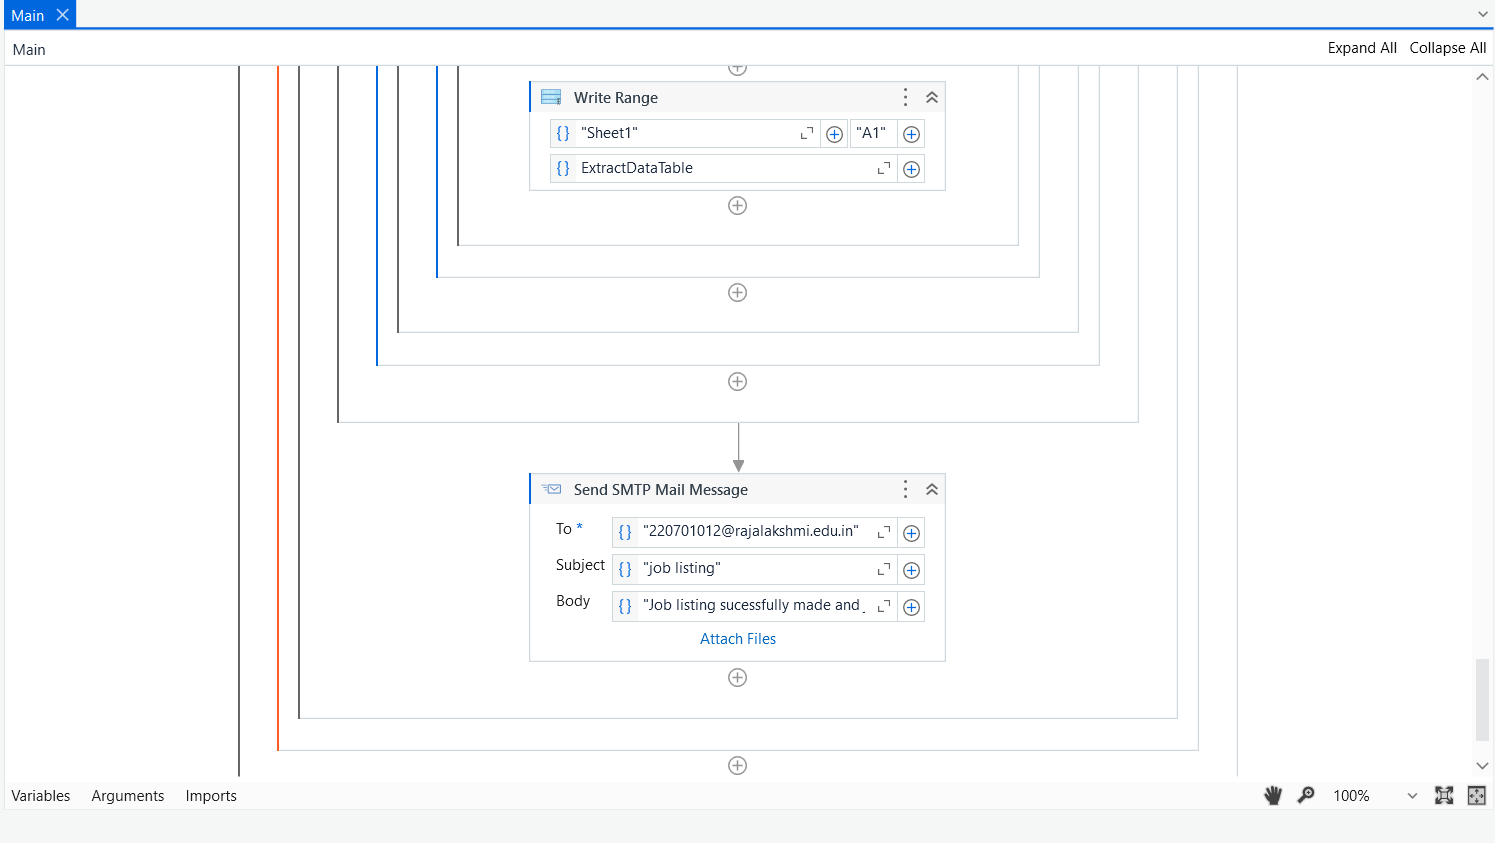 Main
Main Expand All Collapse All
Write Range
{} "Sheet1" "A1"
{} ExtractDataTable
Send SMTP Mail Message
To * {} "220701012@rajalakshmi.edu.in"
Subject {} "job listing"
Body {} "Job listing sucessfully made and
Attach Files
Variables Arguments Imports 100%